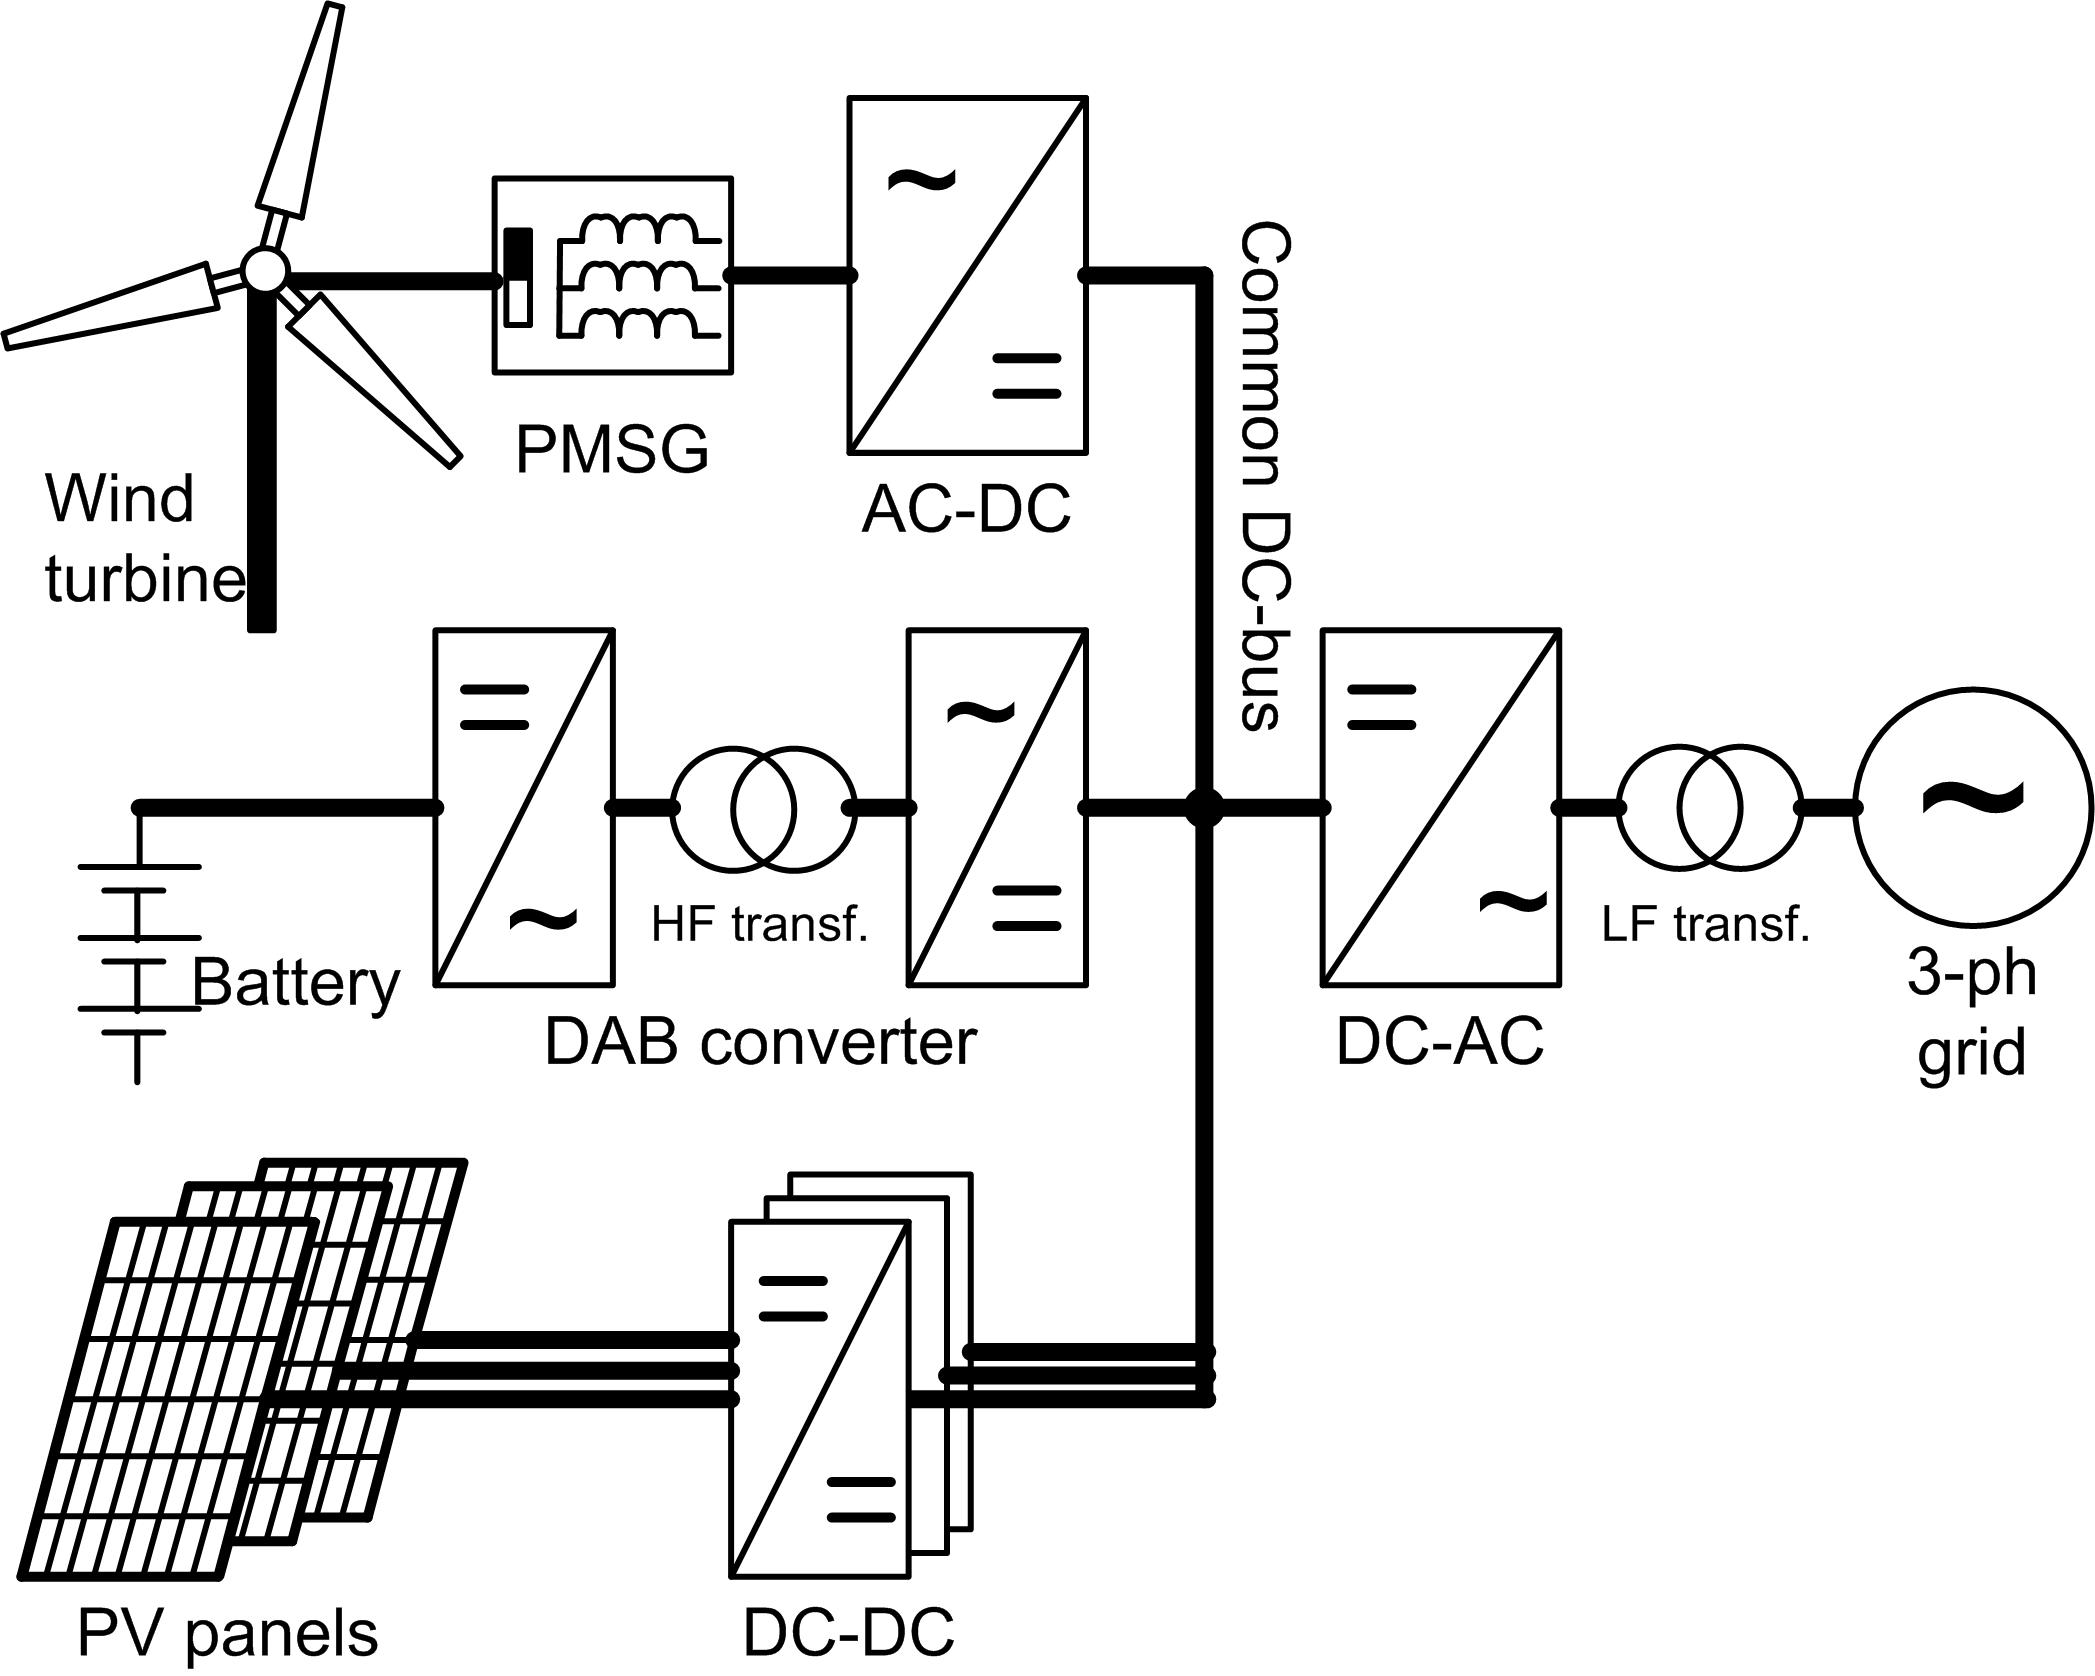 Wind
turbine
PMSG
AC-DC
Common DC-bus
Battery
HF transf.
DAB converter
DC-AC
LF transf.
3-ph
grid
PV panels
DC-DC